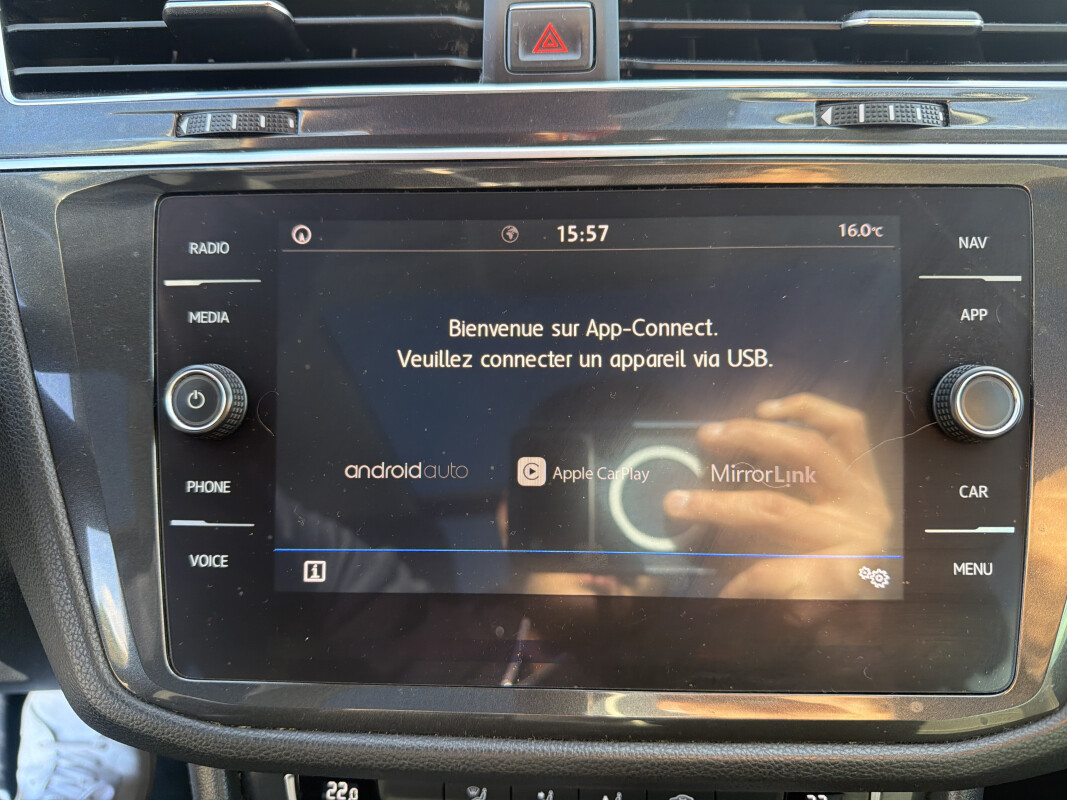 15:57
16.0°C
RADIO
NAV
MEDIA
APP
Bienvenue sur App-Connect.
Veuillez connecter un appareil via USB.
androidauto
Apple CarPlay
MirrorLink
PHONE
CAR
VOICE
MENU
22.0